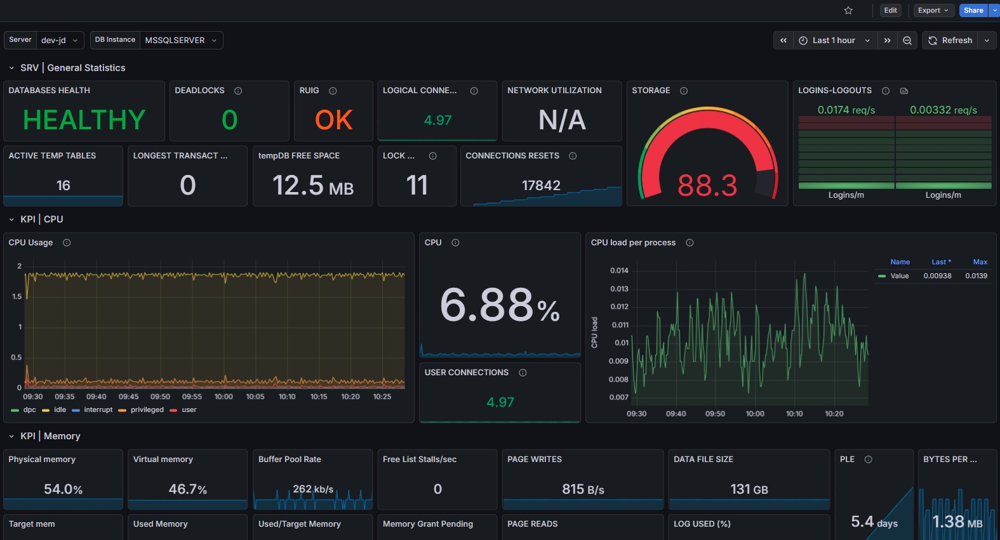 Edit
Export
Share
Server
dev-jd
DB Instance
MSSQLSERVER
Last 1 hour
Refresh
SRV | General Statistics
DATABASES HEALTH
HEALTHY
DEADLOCKS
0
RUIG
OK
LOGICAL CONNE...
4.97
NETWORK UTILIZATION
N/A
STORAGE
88.3
LOGINS-LOGOUTS
0.0174 req/s
0.00332 req/s
Logins/m
Logins/m
ACTIVE TEMP TABLES
16
LONGEST TRANSACT ...
0
tempDB FREE SPACE
12.5 MB
LOCK ...
11
CONNECTIONS RESETS
17842
KPI | CPU
CPU Usage
2
1.5
1
0.5
0
09:30 09:35 09:40 09:45 09:50 09:55 10:00 10:05 10:10 10:15 10:20 10:25
dpc idle interrupt privileged user
CPU
6.88%
USER CONNECTIONS
4.97
CPU load per process
CPU load
0.014
0.013
0.012
0.011
0.01
0.009
0.008
0.007
09:30 09:40 09:50 10:00 10:10 10:20
Name Last * Max
Value 0.00938 0.0139
KPI | Memory
Physical memory
54.0%
Virtual memory
46.7%
Buffer Pool Rate
262 kb/s
Free List Stalls/sec
0
PAGE WRITES
815 B/s
DATA FILE SIZE
131 GB
PLE
5.4 days
BYTES PER ...
1.38 MB
Target mem
Used Memory
Used/Target Memory
Memory Grant Pending
PAGE READS
LOG USED (%)